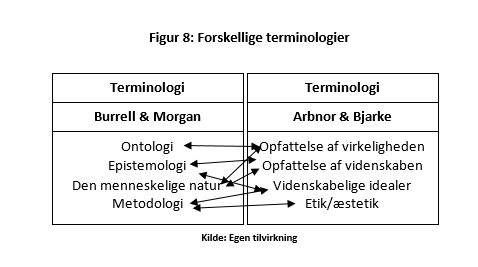 Figur 8: Forskellige terminologier
Terminologi
Burrell & Morgan
Ontologi
Epistemologi
Den menneskelige natur
Metodologi
Terminologi
Arbnor & Bjarke
Opfattelse af virkeligheden
Opfattelse af videnskaben
Videnskabelige idealer
Etik/æstetik
Kilde: Egen tilvirkning